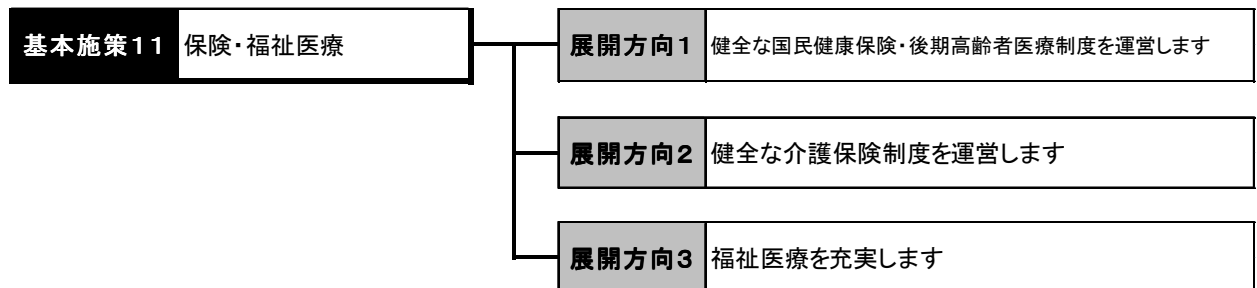 基本施策11 保険・福祉医療
展開方向1 健全な国民健康保険・後期高齢者医療制度を運営します
展開方向2 健全な介護保険制度を運営します
展開方向3 福祉医療を充実します